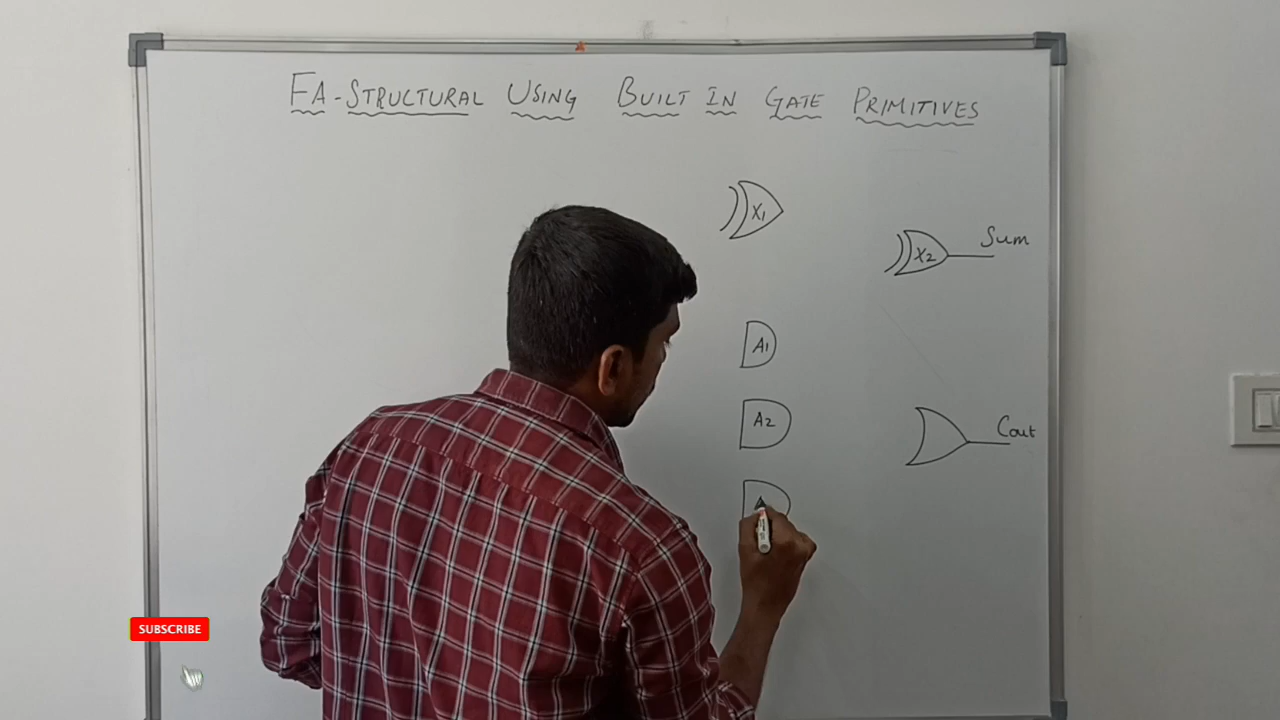 FA-STRUCTURAL USING BUILT IN GATE PRIMITIVES
X1
X2
Sum
A1
A2
Cout
SUBSCRIBE